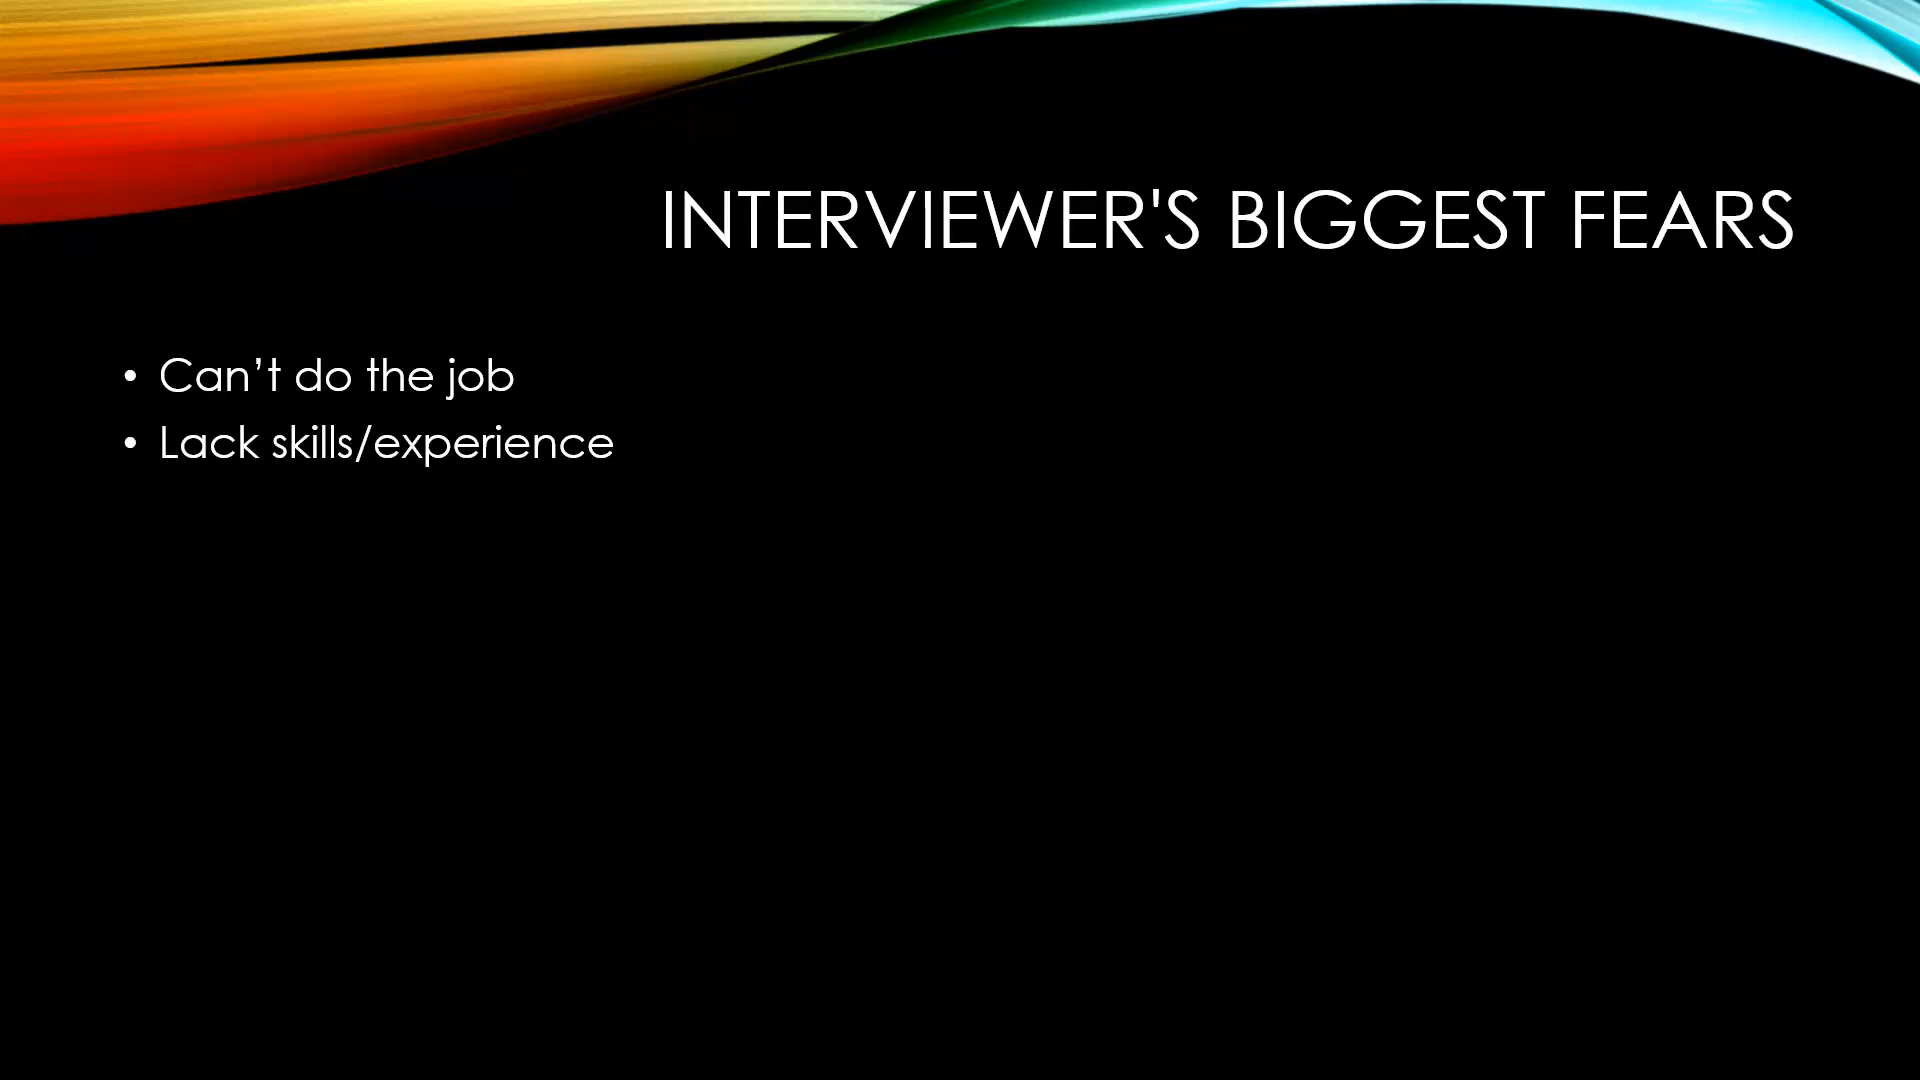 INTERVIEWER'S BIGGEST FEARS
• Can’t do the job
• Lack skills/experience